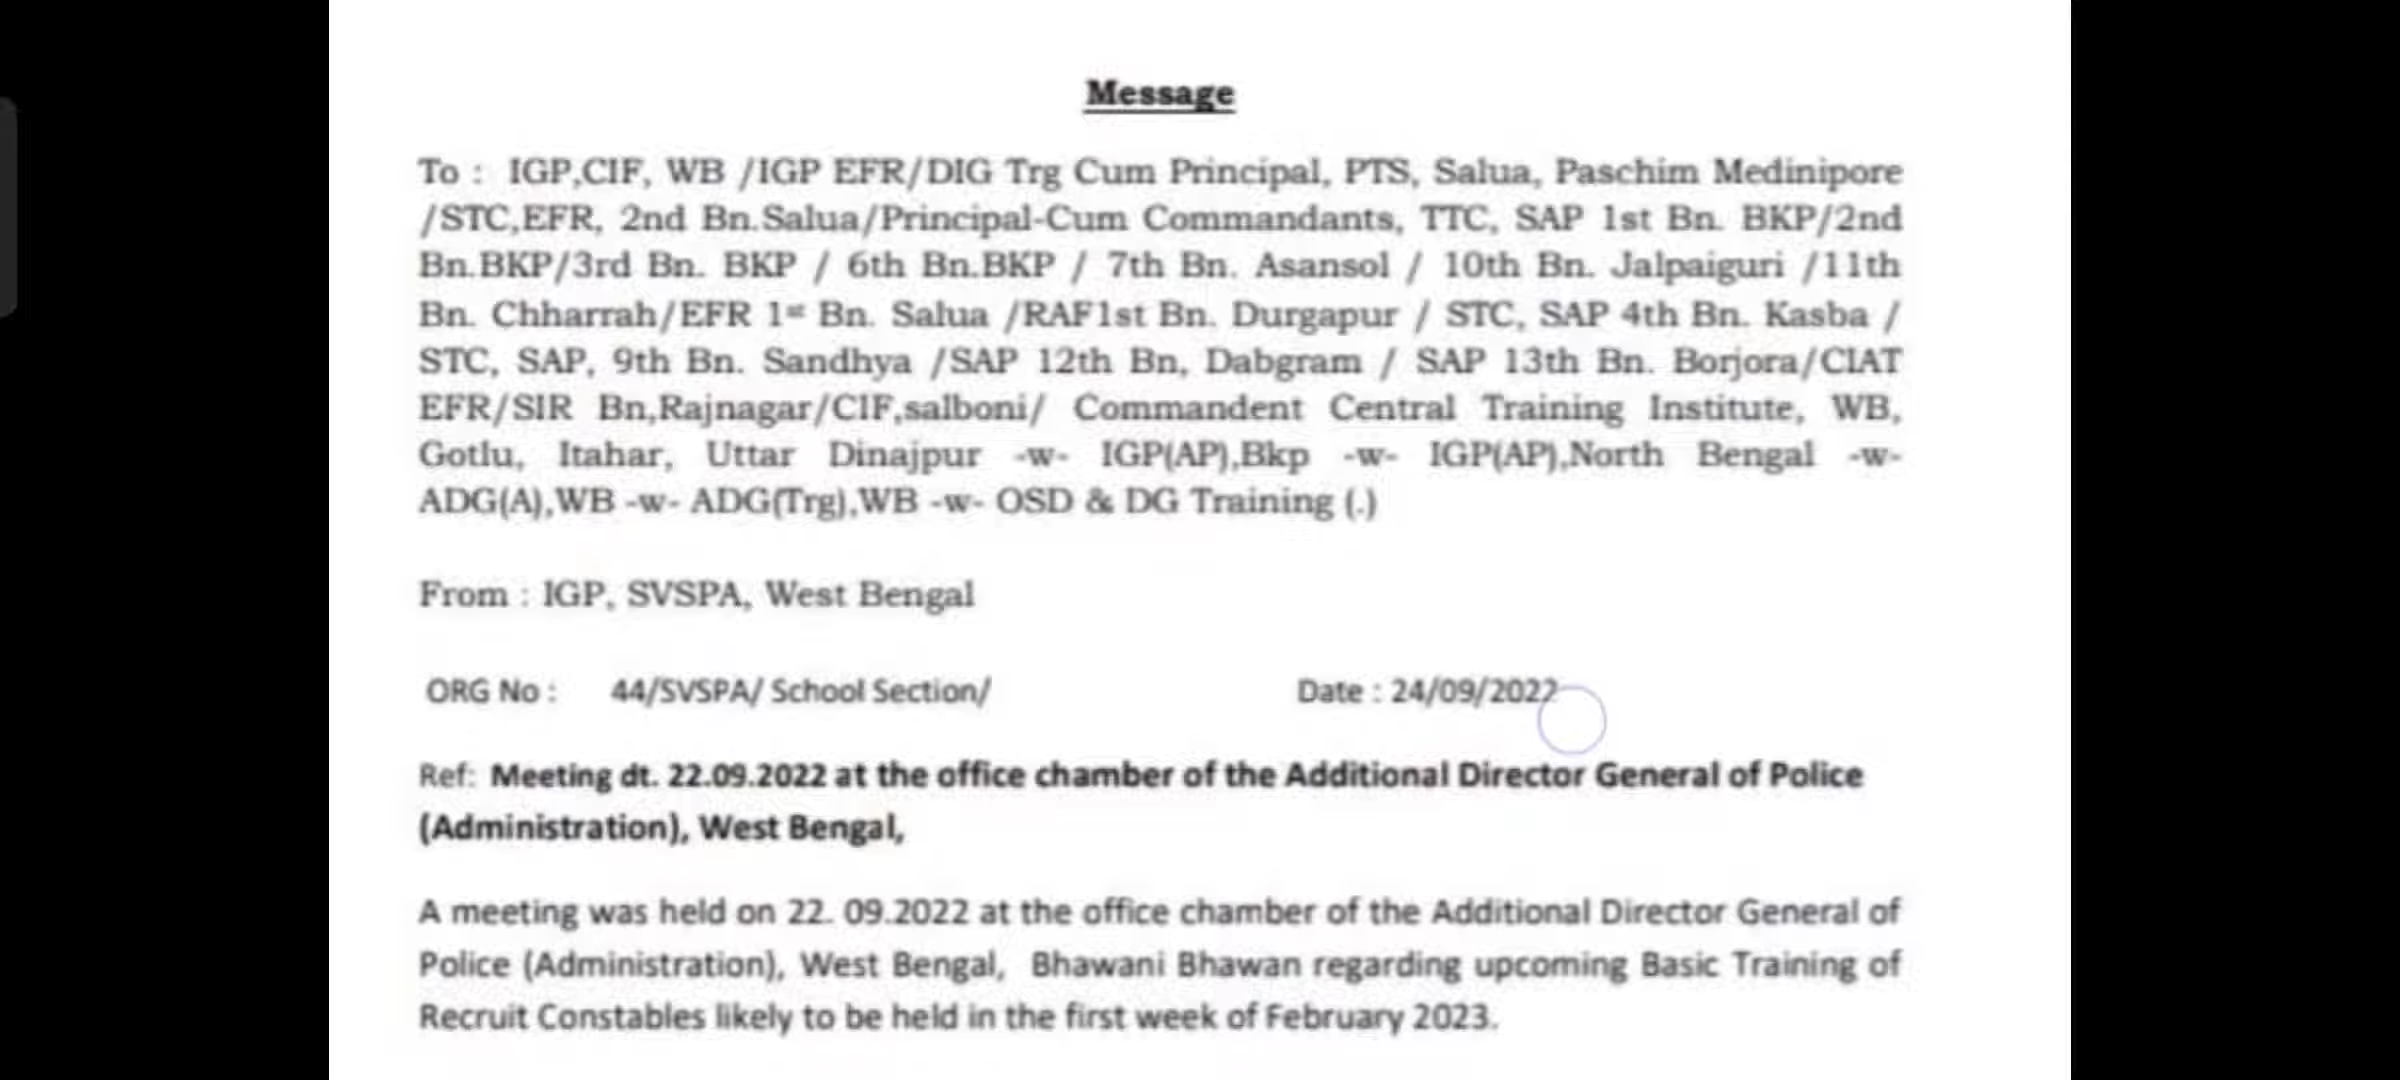 Message
To : IGP,CIF, WB /IGP EFR/DIG Trg Cum Principal, PTS, Salua, Paschim Medinipore
/STC,EFR, 2nd Bn.Salua/Principal-Cum Commandants, TTC, SAP 1st Bn. BKP/2nd
Bn.BKP/3rd Bn. BKP / 6th Bn.BKP / 7th Bn. Asansol / 10th Bn. Jalpaiguri /11th
Bn. Chharrah/EFR 1st Bn. Salua /RAF1st Bn. Durgapur / STC, SAP 4th Bn. Kasba /
STC, SAP, 9th Bn. Sandhya /SAP 12th Bn, Dabgram / SAP 13th Bn. Borjora/CIAT
EFR/SIR Bn,Rajnagar/CIF,salboni/ Commandent Central Training Institute, WB,
Gotlu, Itahar, Uttar Dinajpur -w- IGP(AP),Bkp -w- IGP(AP),North Bengal -w-
ADG(A),WB -w- ADG(Trg),WB -w- OSD & DG Training (.)
From : IGP, SVSPA, West Bengal
ORG No : 44/SVSPA/ School Section/ Date : 24/09/2022
Ref: Meeting dt. 22.09.2022 at the office chamber of the Additional Director General of Police
(Administration), West Bengal,
A meeting was held on 22. 09.2022 at the office chamber of the Additional Director General of
Police (Administration), West Bengal, Bhawani Bhawan regarding upcoming Basic Training of
Recruit Constables likely to be held in the first week of February 2023.